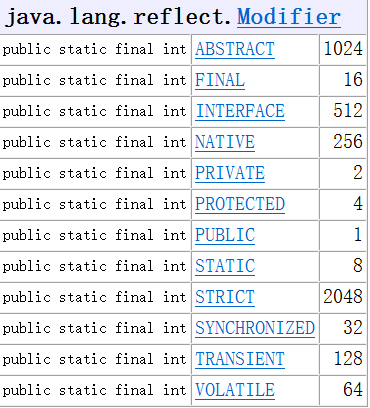 java.lang.reflect.Modifier
public static final int ABSTRACT 1024
public static final int FINAL 16
public static final int INTERFACE 512
public static final int NATIVE 256
public static final int PRIVATE 2
public static final int PROTECTED 4
public static final int PUBLIC 1
public static final int STATIC 8
public static final int STRICT 2048
public static final int SYNCHRONIZED 32
public static final int TRANSIENT 128
public static final int VOLATILE 64